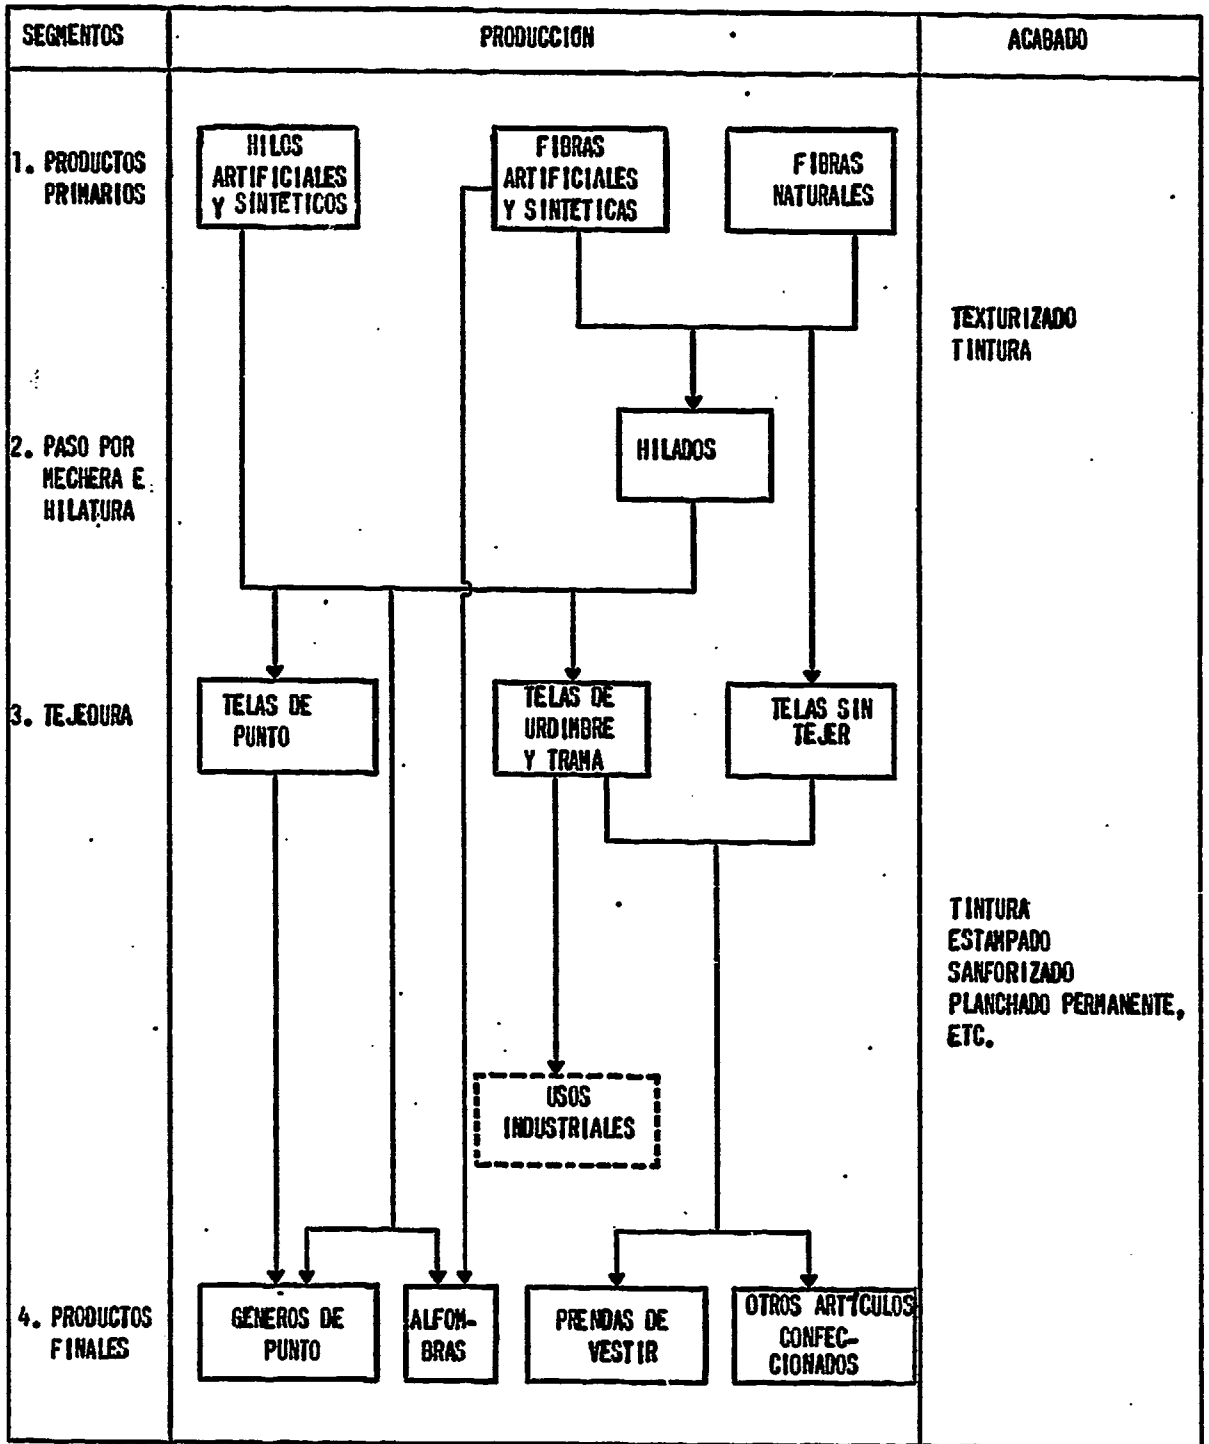 SEGMENTOS
PRODUCCION
ACABADO
1. PRODUCTOS
PRIMARIOS
HILOS
ARTIFICIALES
Y SINTETICOS
FIBRAS
ARTIFICIALES
Y SINTETICAS
FIBRAS
NATURALES
TEXTURIZADO
TINTURA
2. PASO POR
MECHERA E
HILATURA
HILADOS
3. TEJEDURA
TELAS DE
PUNTO
TELAS DE
URDIMBRE
Y TRAMA
TELAS SIN
TEJER
TINTURA
ESTAMPADO
SANFORIZADO
PLANCHADO PERMANENTE,
ETC.
USOS
INDUSTRIALES
4. PRODUCTOS
FINALES
GENEROS DE
PUNTO
ALFOM-
BRAS
PRENDAS DE
VESTIR
OTROS ARTÍCULOS
CONFEC-
CIONADOS